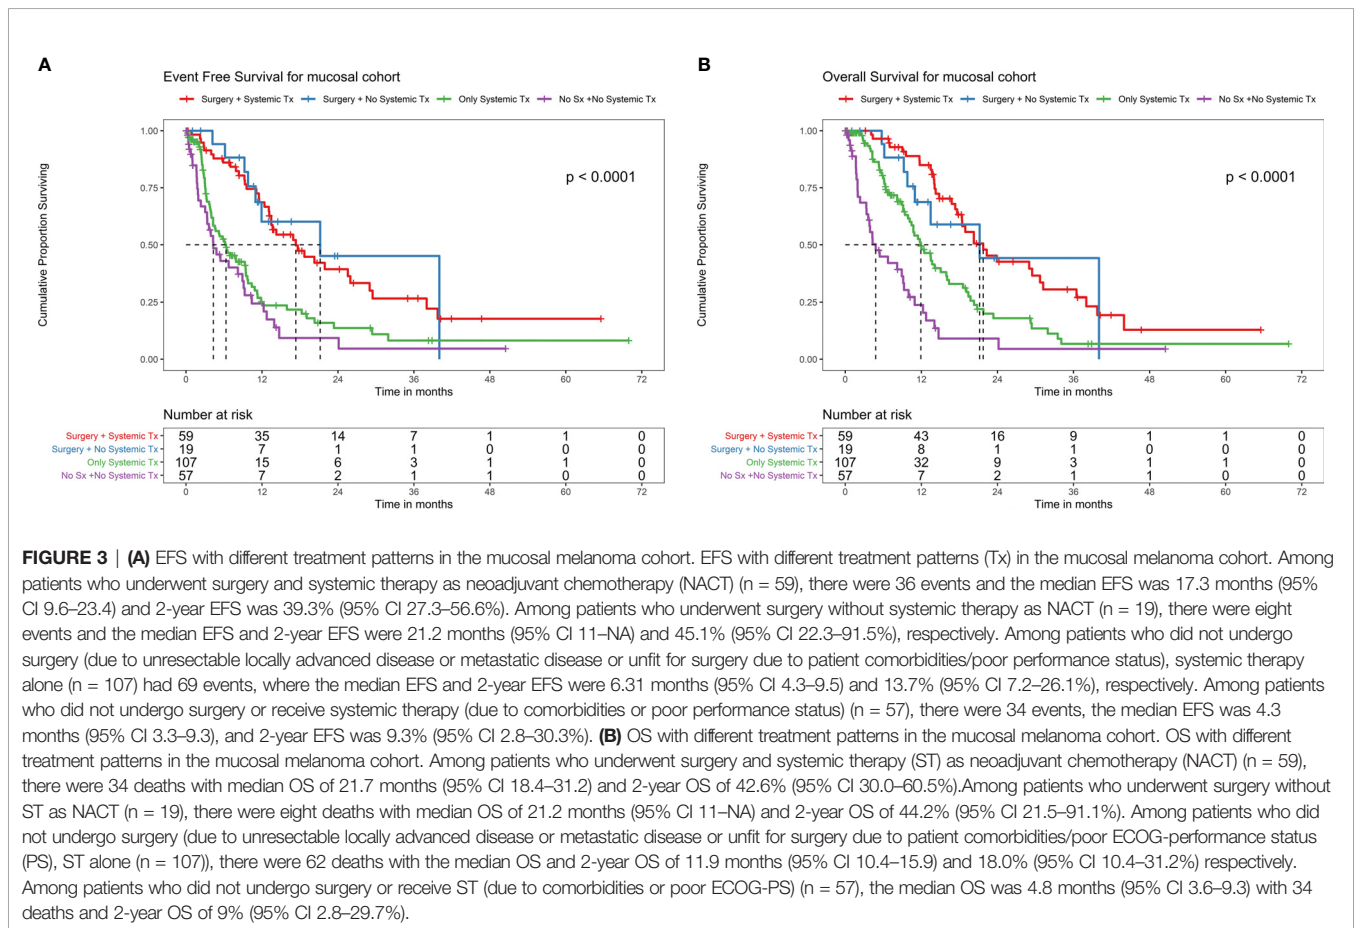 A
Event Free Survival for mucosal cohort
Surgery + Systemic Tx Surgery + No Systemic Tx Only Systemic Tx No Sx +No Systemic Tx
Cumulative Proportion Surviving
1.00
0.75
0.50
0.25
0.00
p < 0.0001
0 12 24 36 48 60 72
Time in months
Number at risk
Surgery + Systemic Tx 59 35 14 7 1 1 0
Surgery + No Systemic Tx 19 7 1 1 0 0 0
Only Systemic Tx 107 15 6 3 1 1 0
No Sx +No Systemic Tx 57 7 2 1 1 0 0
0 12 24 36 48 60 72
Time in months
B
Overall Survival for mucosal cohort
Surgery + Systemic Tx Surgery + No Systemic Tx Only Systemic Tx No Sx +No Systemic Tx
Cumulative Proportion Surviving
1.00
0.75
0.50
0.25
0.00
p < 0.0001
0 12 24 36 48 60 72
Time in months
Number at risk
Surgery + Systemic Tx 59 43 16 9 1 1 0
Surgery + No Systemic Tx 19 8 1 1 0 0 0
Only Systemic Tx 107 32 9 3 1 1 0
No Sx +No Systemic Tx 57 7 2 1 1 0 0
0 12 24 36 48 60 72
Time in months
FIGURE 3 | (A) EFS with different treatment patterns in the mucosal melanoma cohort. EFS with different treatment patterns (Tx) in the mucosal melanoma cohort. Among
patients who underwent surgery and systemic therapy as neoadjuvant chemotherapy (NACT) (n = 59), there were 36 events and the median EFS was 17.3 months (95%
CI 9.6–23.4) and 2-year EFS was 39.3% (95% CI 27.3–56.6%). Among patients who underwent surgery without systemic therapy as NACT (n = 19), there were eight
events and the median EFS and 2-year EFS were 21.2 months (95% CI 11–NA) and 45.1% (95% CI 22.3–91.5%), respectively. Among patients who did not undergo
surgery (due to unresectable locally advanced disease or metastatic disease or unfit for surgery due to patient comorbidities/poor performance status), systemic therapy
alone (n = 107) had 69 events, where the median EFS and 2-year EFS were 6.31 months (95% CI 4.3–9.5) and 13.7% (95% CI 7.2–26.1%), respectively. Among patients
who did not undergo surgery or receive systemic therapy (due to comorbidities or poor performance status) (n = 57), there were 34 events, the median EFS was 4.3
months (95% CI 3.3–9.3), and 2-year EFS was 9.3% (95% CI 2.8–30.3%). (B) OS with different treatment patterns in the mucosal melanoma cohort. OS with different
treatment patterns in the mucosal melanoma cohort. Among patients who underwent surgery and systemic therapy (ST) as neoadjuvant chemotherapy (NACT) (n = 59),
there were 34 deaths with median OS of 21.7 months (95% CI 18.4–31.2) and 2-year OS of 42.6% (95% CI 30.0–60.5%).Among patients who underwent surgery without
ST as NACT (n = 19), there were eight deaths with median OS of 21.2 months (95% CI 11–NA) and 2-year OS of 44.2% (95% CI 21.5–91.1%). Among patients who did
not undergo surgery (due to unresectable locally advanced disease or metastatic disease or unfit for surgery due to patient comorbidities/poor ECOG-performance status
(PS), ST alone (n = 107)), there were 62 deaths with the median OS and 2-year OS of 11.9 months (95% CI 10.4–15.9) and 18.0% (95% CI 10.4–31.2%) respectively.
Among patients who did not undergo surgery or receive ST (due to comorbidities or poor ECOG-PS) (n = 57), the median OS was 4.8 months (95% CI 3.6–9.3) with 34
deaths and 2-year OS of 9% (95% CI 2.8–29.7%).